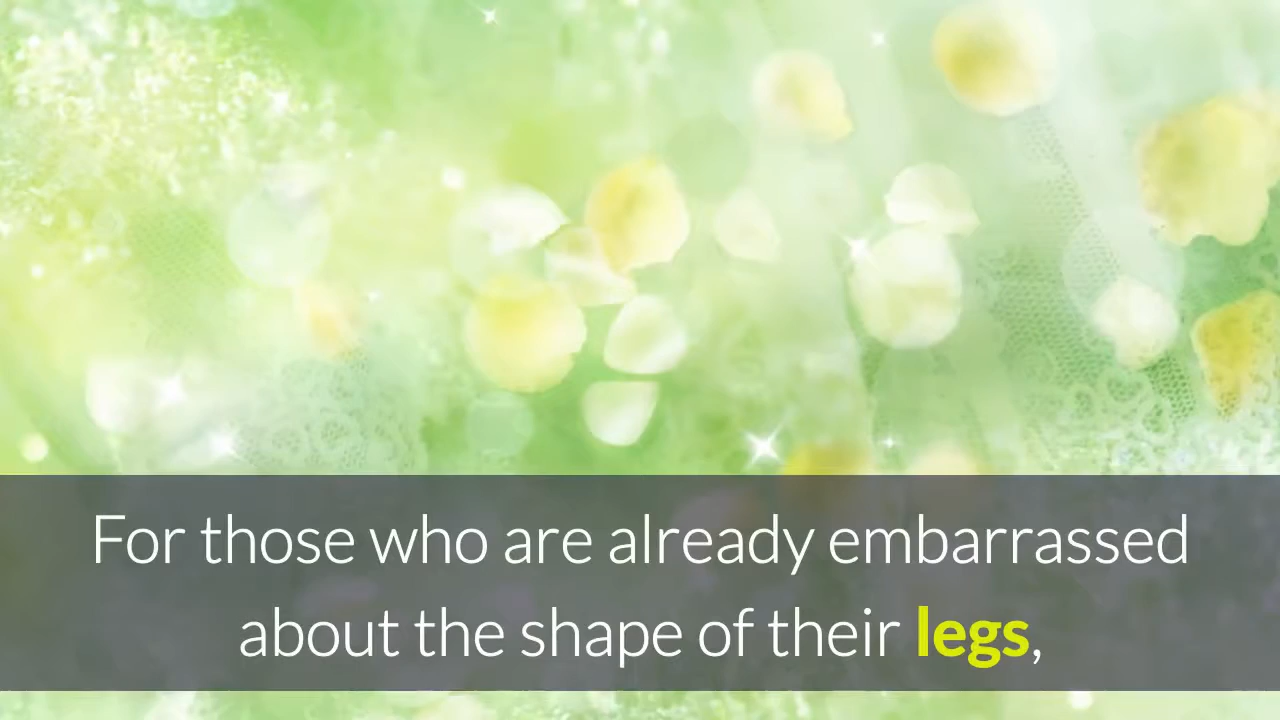 For those who are already embarrassed
about the shape of their legs,